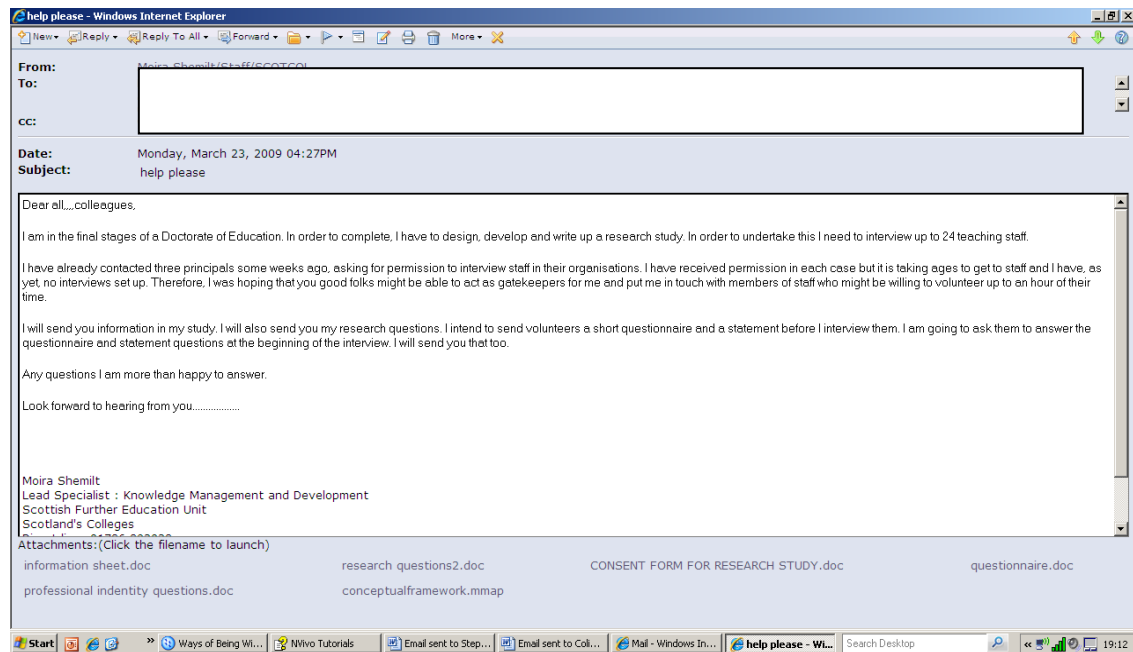 help please - Windows Internet Explorer
New Reply Reply To All Forward More
From: Moira Shemilt/Staff/SCOTCOL
To:
cc:
Date: Monday, March 23, 2009 04:27PM
Subject: help please
Dear all,,,,colleagues,
I am in the final stages of a Doctorate of Education. In order to complete, I have to design, develop and write up a research study. In order to undertake this I need to interview up to 24 teaching staff.
I have already contacted three principals some weeks ago, asking for permission to interview staff in their organisations. I have received permission in each case but it is taking ages to get to staff and I have, as
yet, no interviews set up. Therefore, I was hoping that you good folks might be able to act as gatekeepers for me and put me in touch with members of staff who might be willing to volunteer up to an hour of their
time.
I will send you information in my study. I will also send you my research questions. I intend to send volunteers a short questionnaire and a statement before I interview them. I am going to ask them to answer the
questionnaire and statement questions at the beginning of the interview. I will send you that too.
Any questions I am more than happy to answer.
Look forward to hearing from you.................
Moira Shemilt
Lead Specialist : Knowledge Management and Development
Scottish Further Education Unit
Scotland's Colleges
Attachments:(Click the filename to launch)
information sheet.doc research questions2.doc CONSENT FORM FOR RESEARCH STUDY.doc questionnaire.doc
professional indentity questions.doc conceptualframework.mmap
Start » Ways of Being Wi... NVivo Tutorials Email sent to Step... Email sent to Coli... Mail - Windows In... help please - Wi... Search Desktop « 19:12